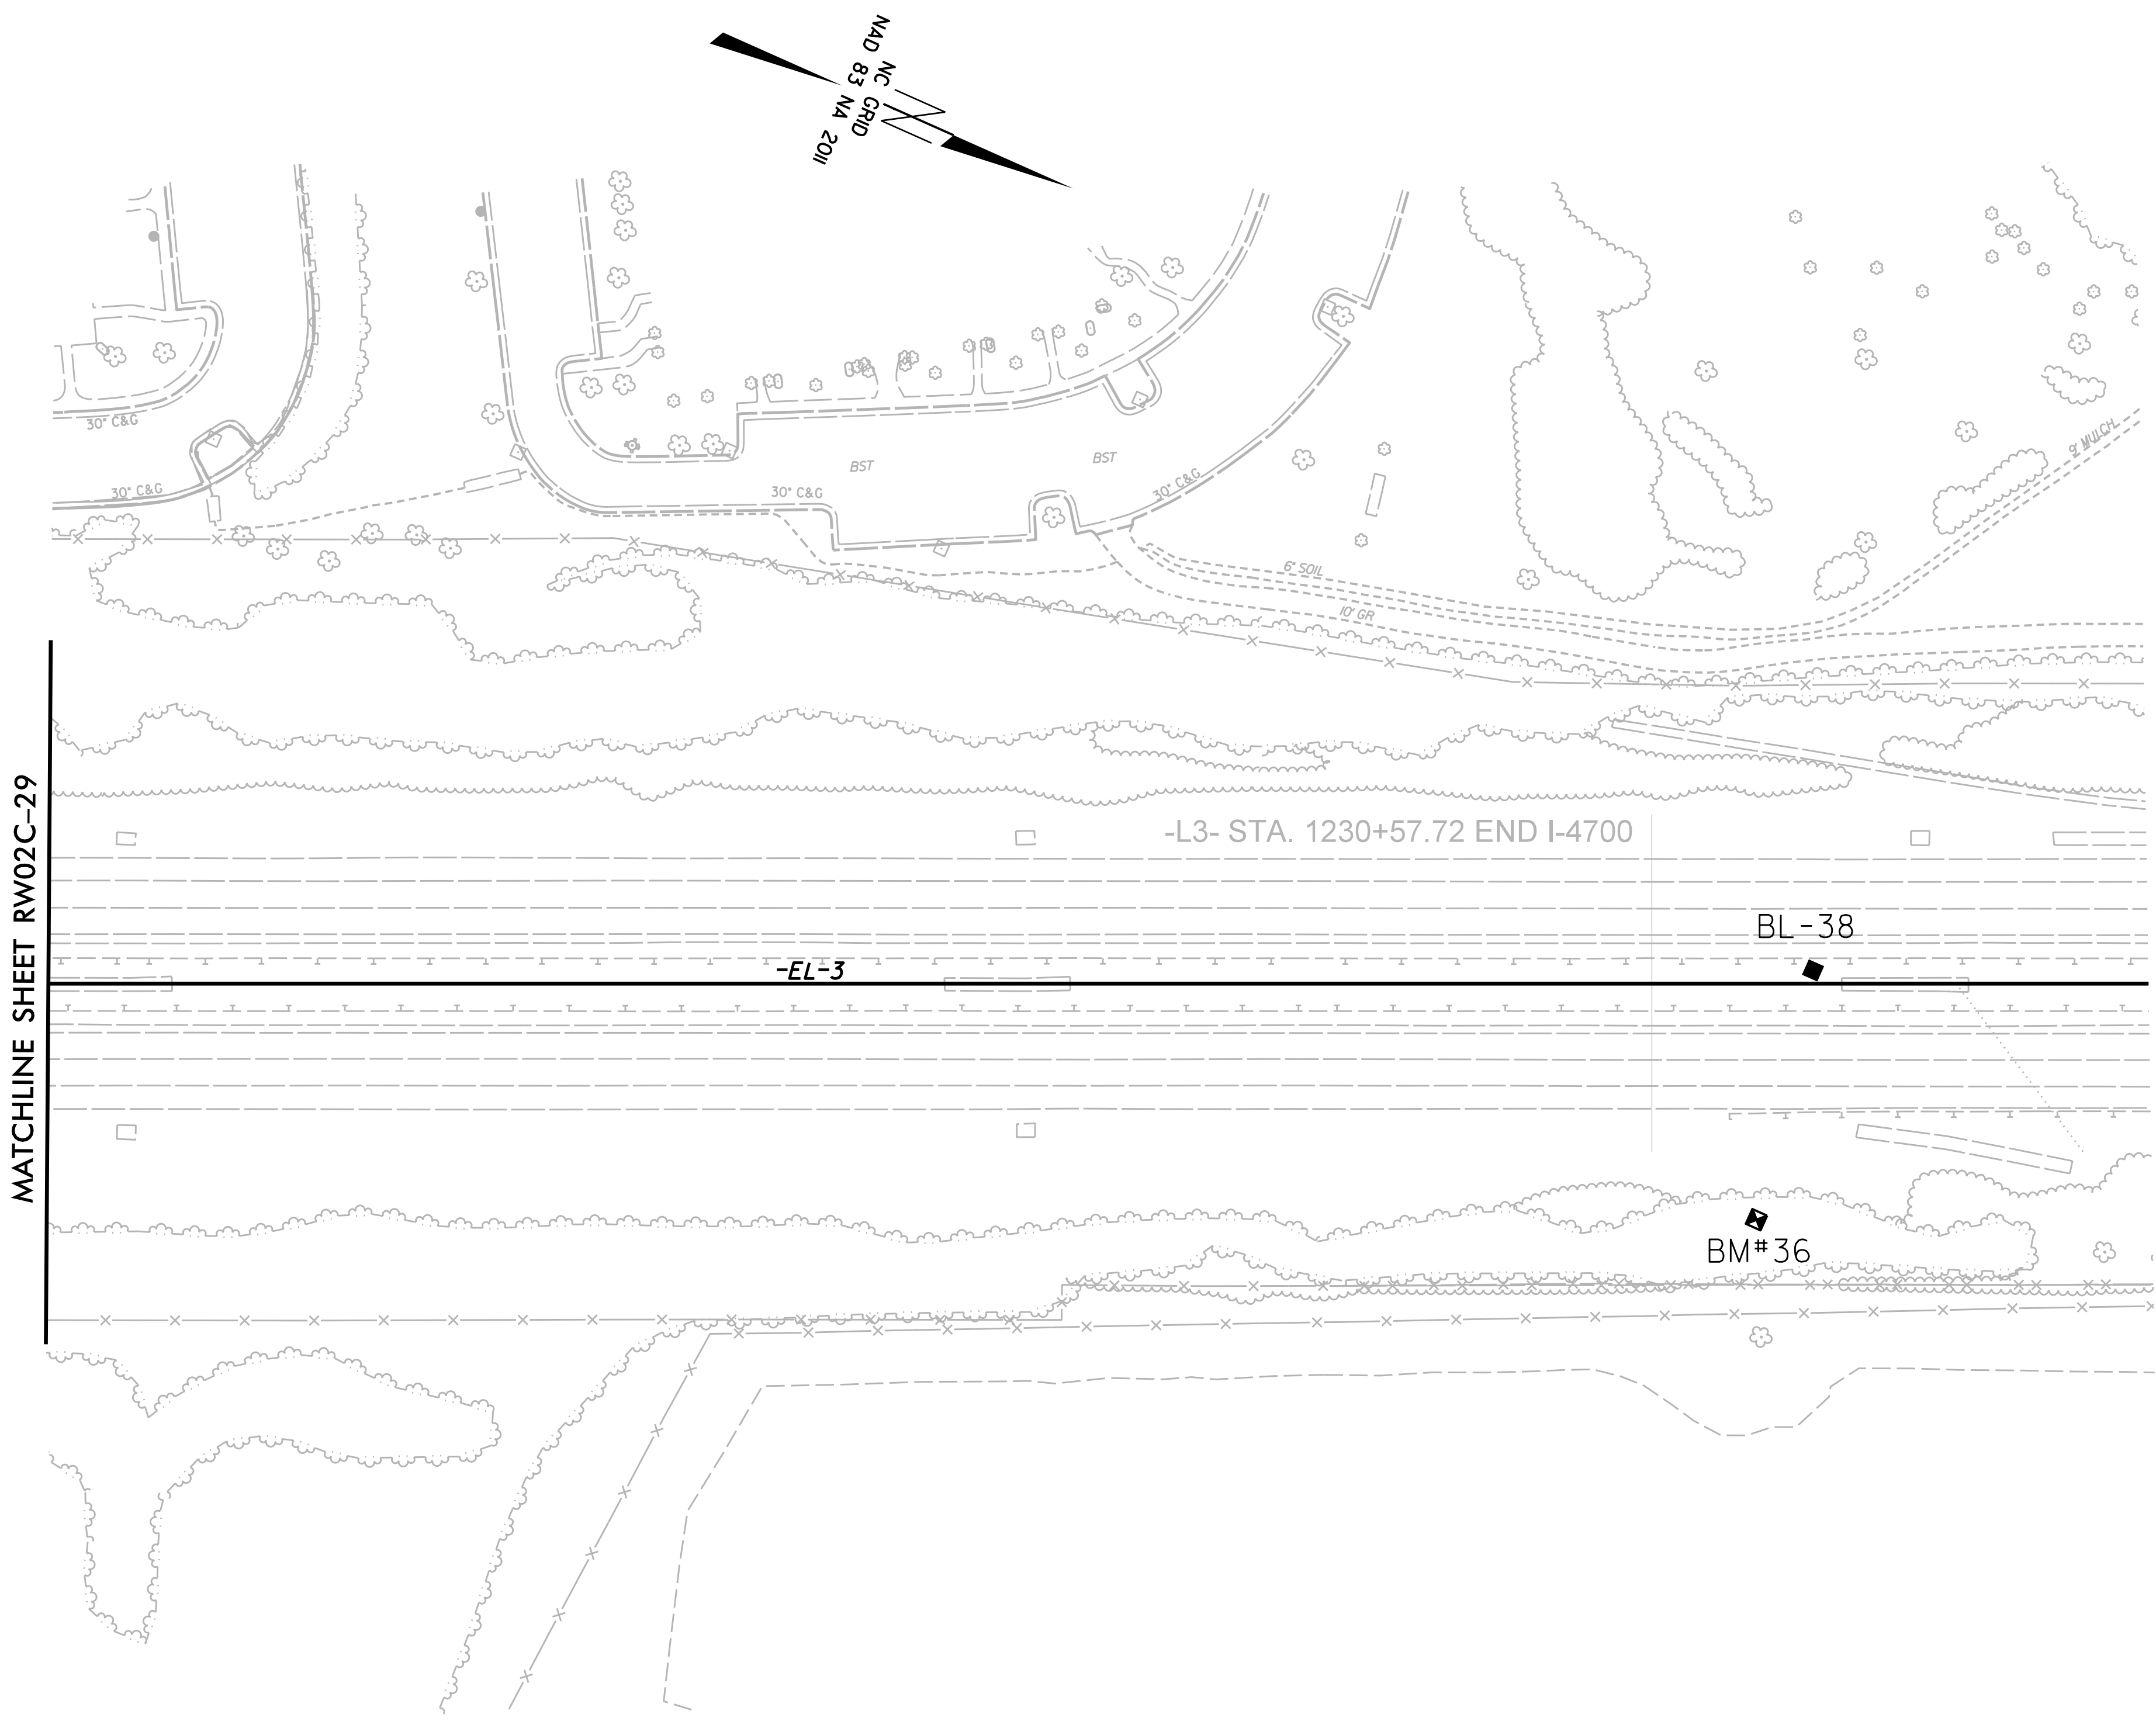 NC GRID
NAD 83 NA 2011
30" C&G
30" C&G
BST
BST
30" C&G
30" C&G
9' MULCH
6' SOIL
10' GR
MATCHLINE SHEET RW02C-29
-L3- STA. 1230+57.72 END I-4700
BL-38
-EL-3
BM#36